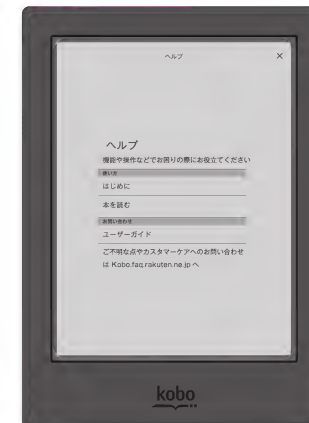 ヘルプ ×
ヘルプ
機能や操作などでお困りの際にお役立てください
使い方
はじめに
本を読む
お問い合わせ
ユーザーガイド
ご不明な点やカスタマーケアへのお問い合わせ
は Kobo.faq.rakuten.ne.jp へ
kobo